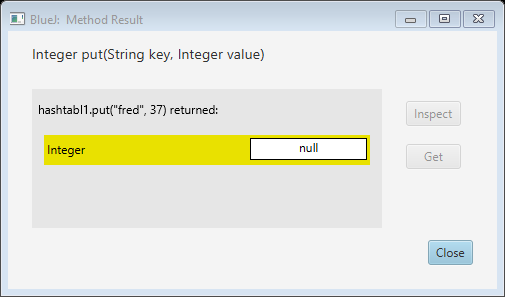 BlueJ: Method Result
Integer put(String key, Integer value)
hashtabl1.put("fred", 37) returned:
Integer
null
Inspect
Get
Close